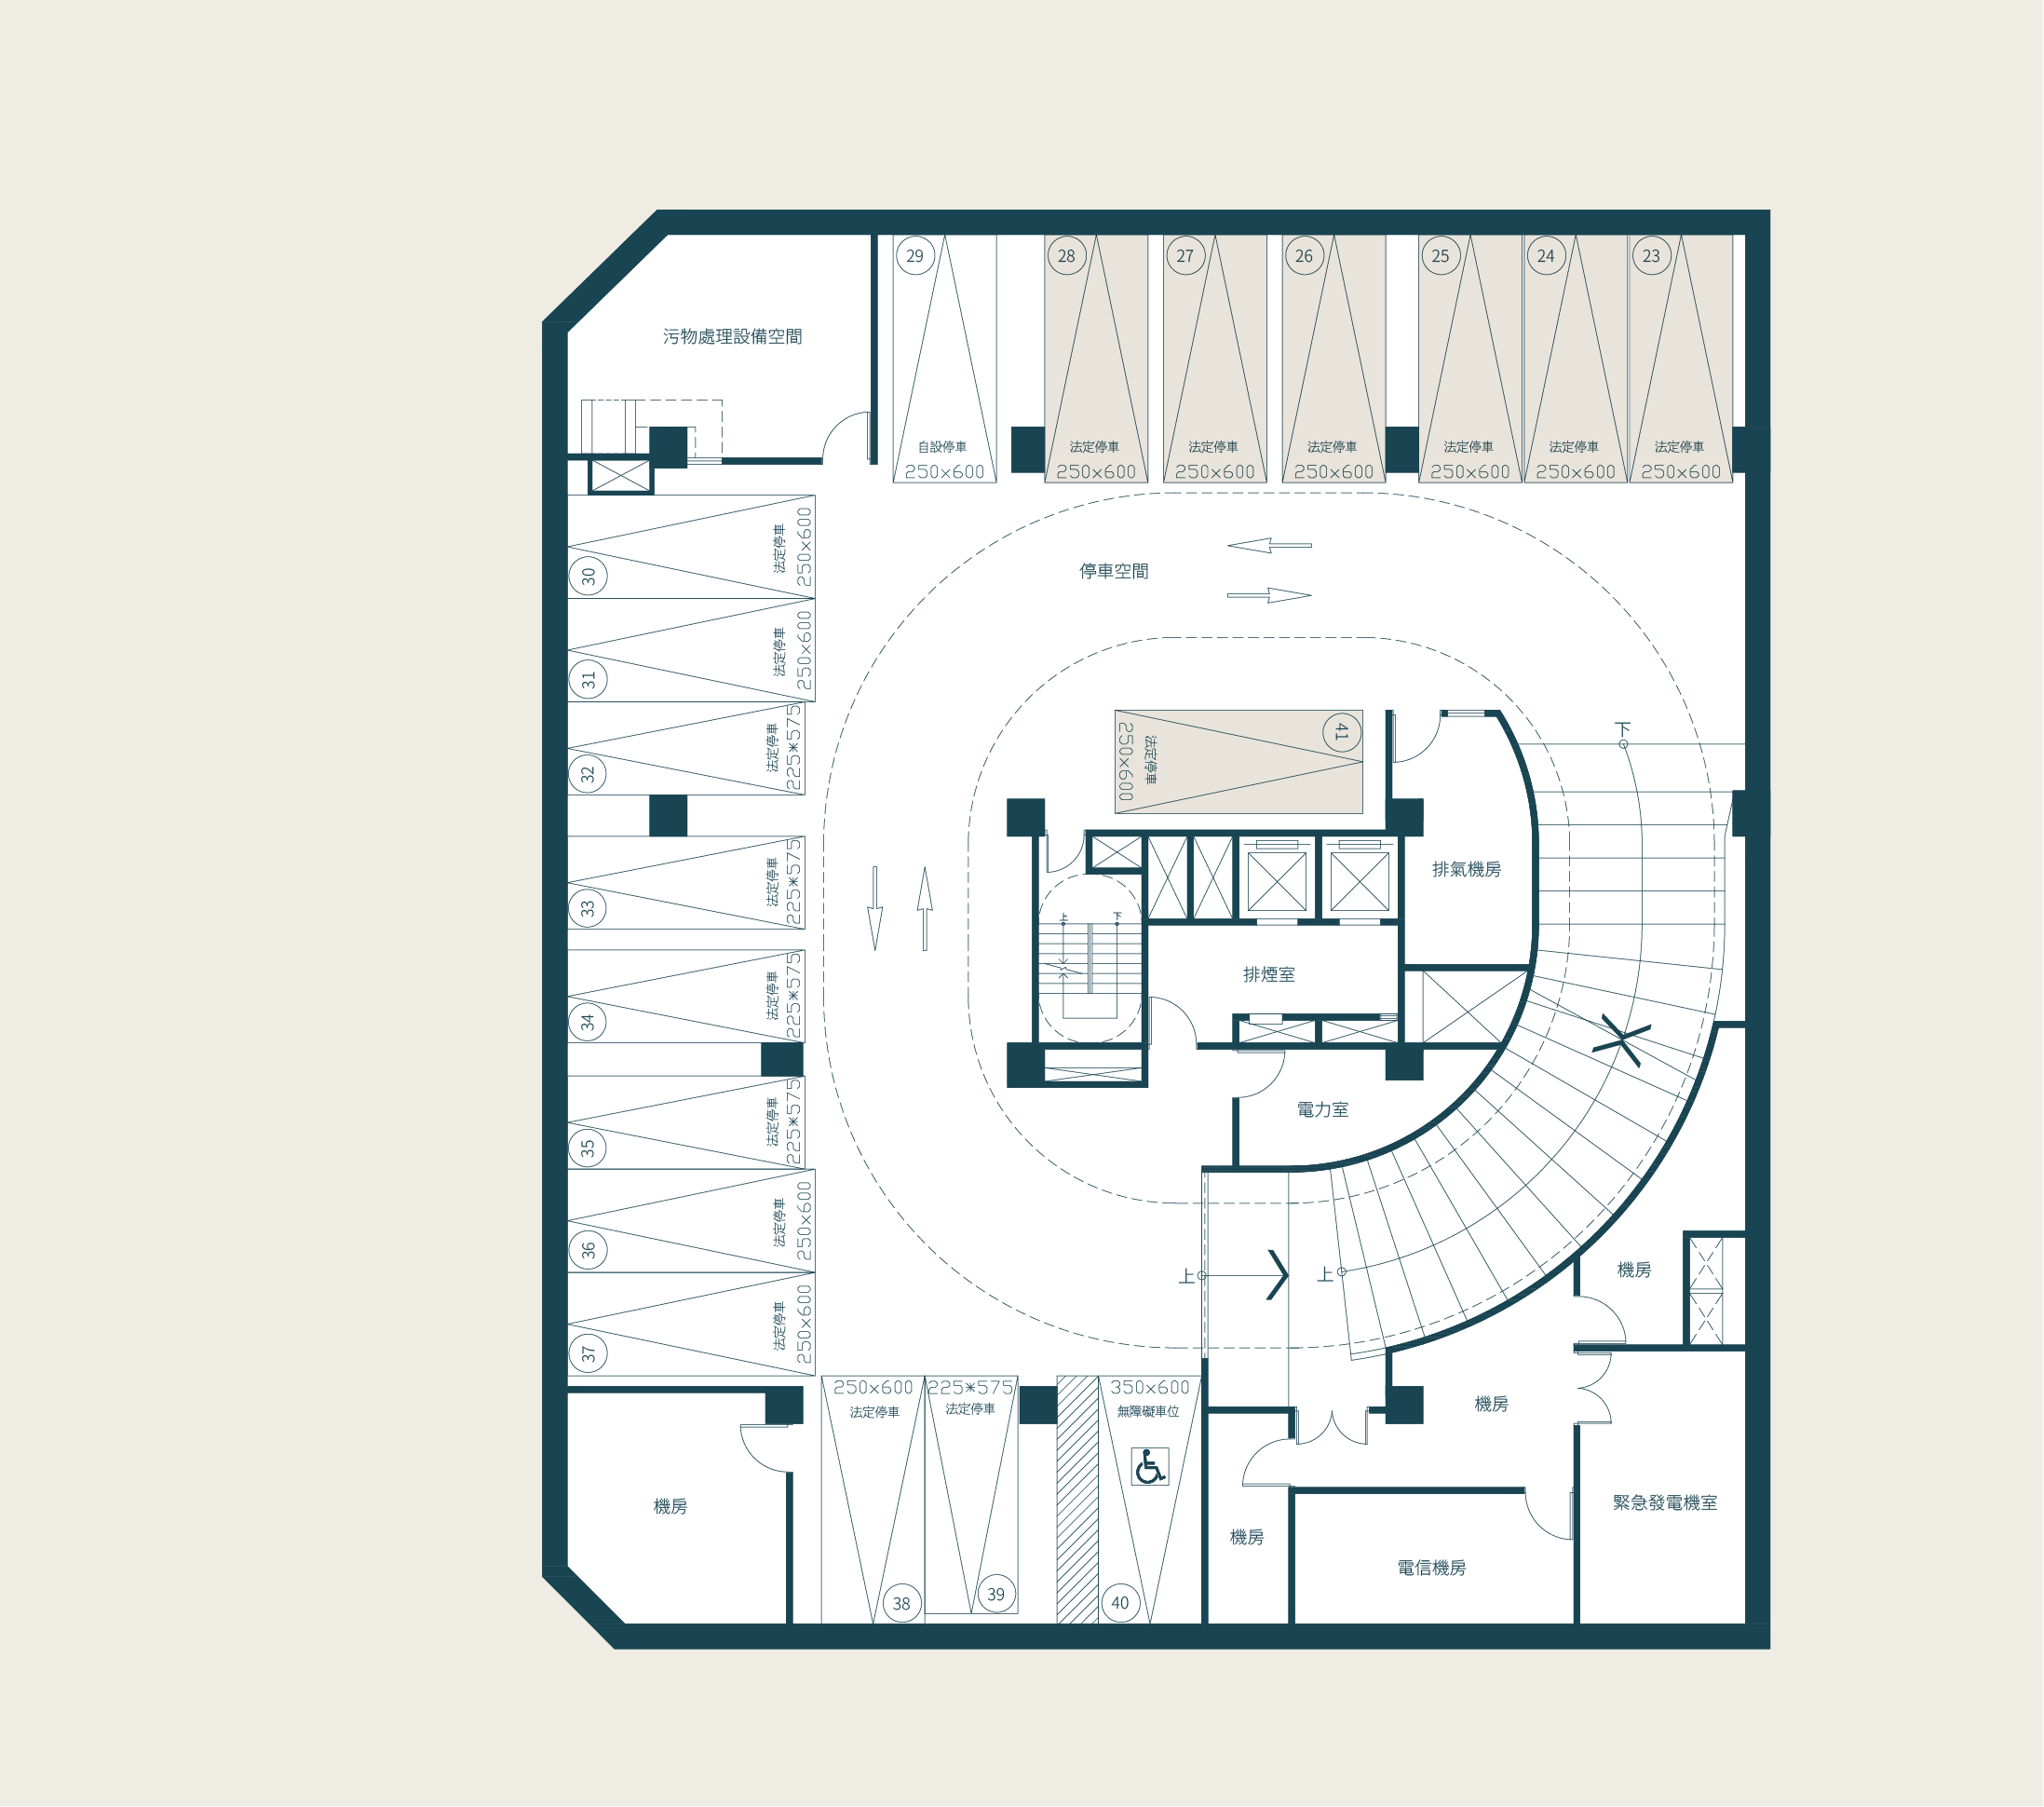 29
28
27
26
25
24
23
污物處理設備空間
自設停車
250×600
法定停車
250×600
法定停車
250×600
法定停車
250×600
法定停車
250×600
法定停車
250×600
法定停車
250×600
法定停車
250×600
30
停車空間
法定停車
250×600
31
法定停車
225*575
32
41
法定停車
250×600
下
法定停車
225*575
33
排氣機房
上
下
法定停車
225*575
34
排煙室
法定停車
225*575
35
電力室
法定停車
250×600
36
法定停車
250×600
37
上
上
機房
250×600
法定停車
38
225*575
法定停車
39
350×600
無障礙車位
40
機房
機房
機房
緊急發電機室
電信機房